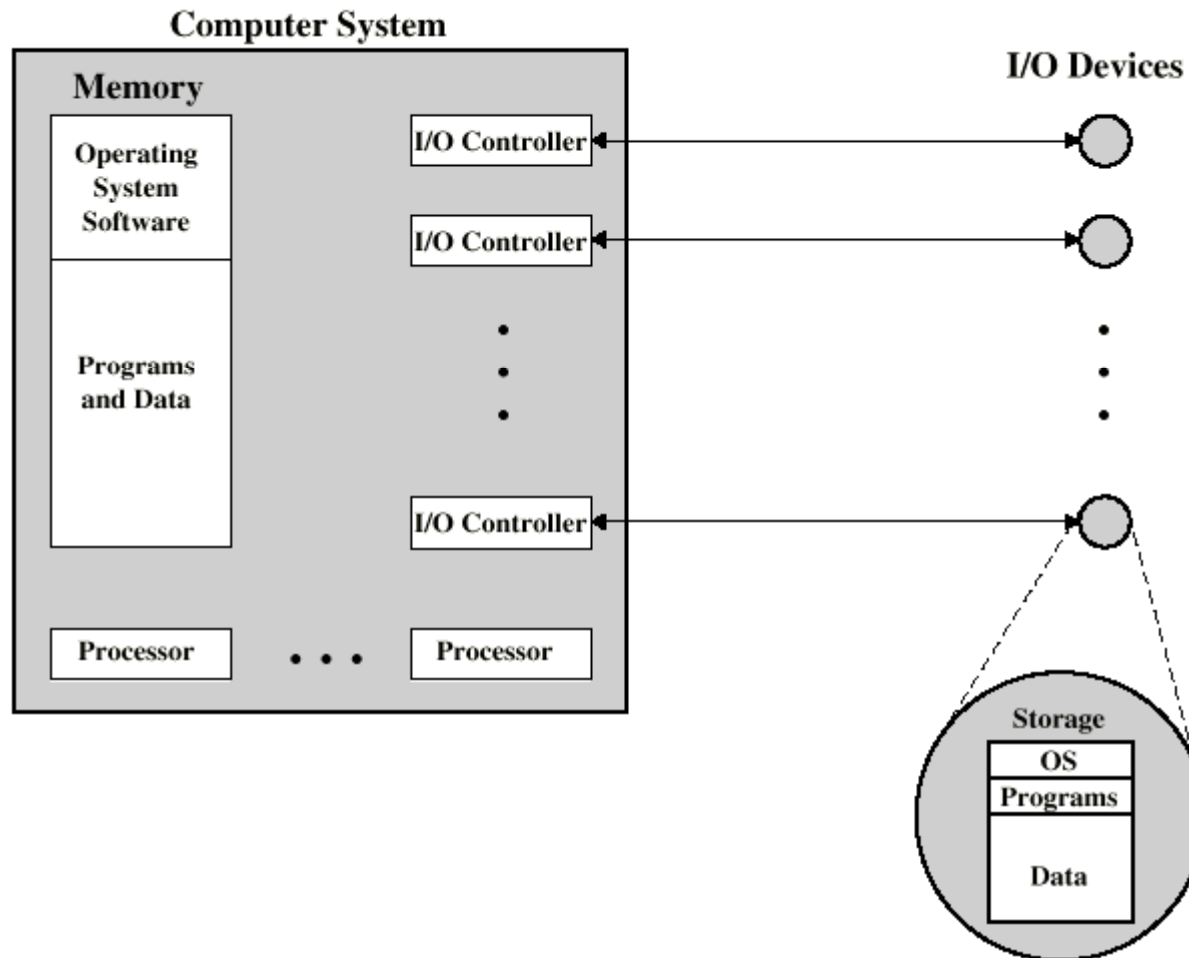 Computer System
I/O Devices
Memory
Operating
System
Software
Programs
and Data
I/O Controller
I/O Controller
I/O Controller
Processor
Processor
Storage
OS
Programs
Data